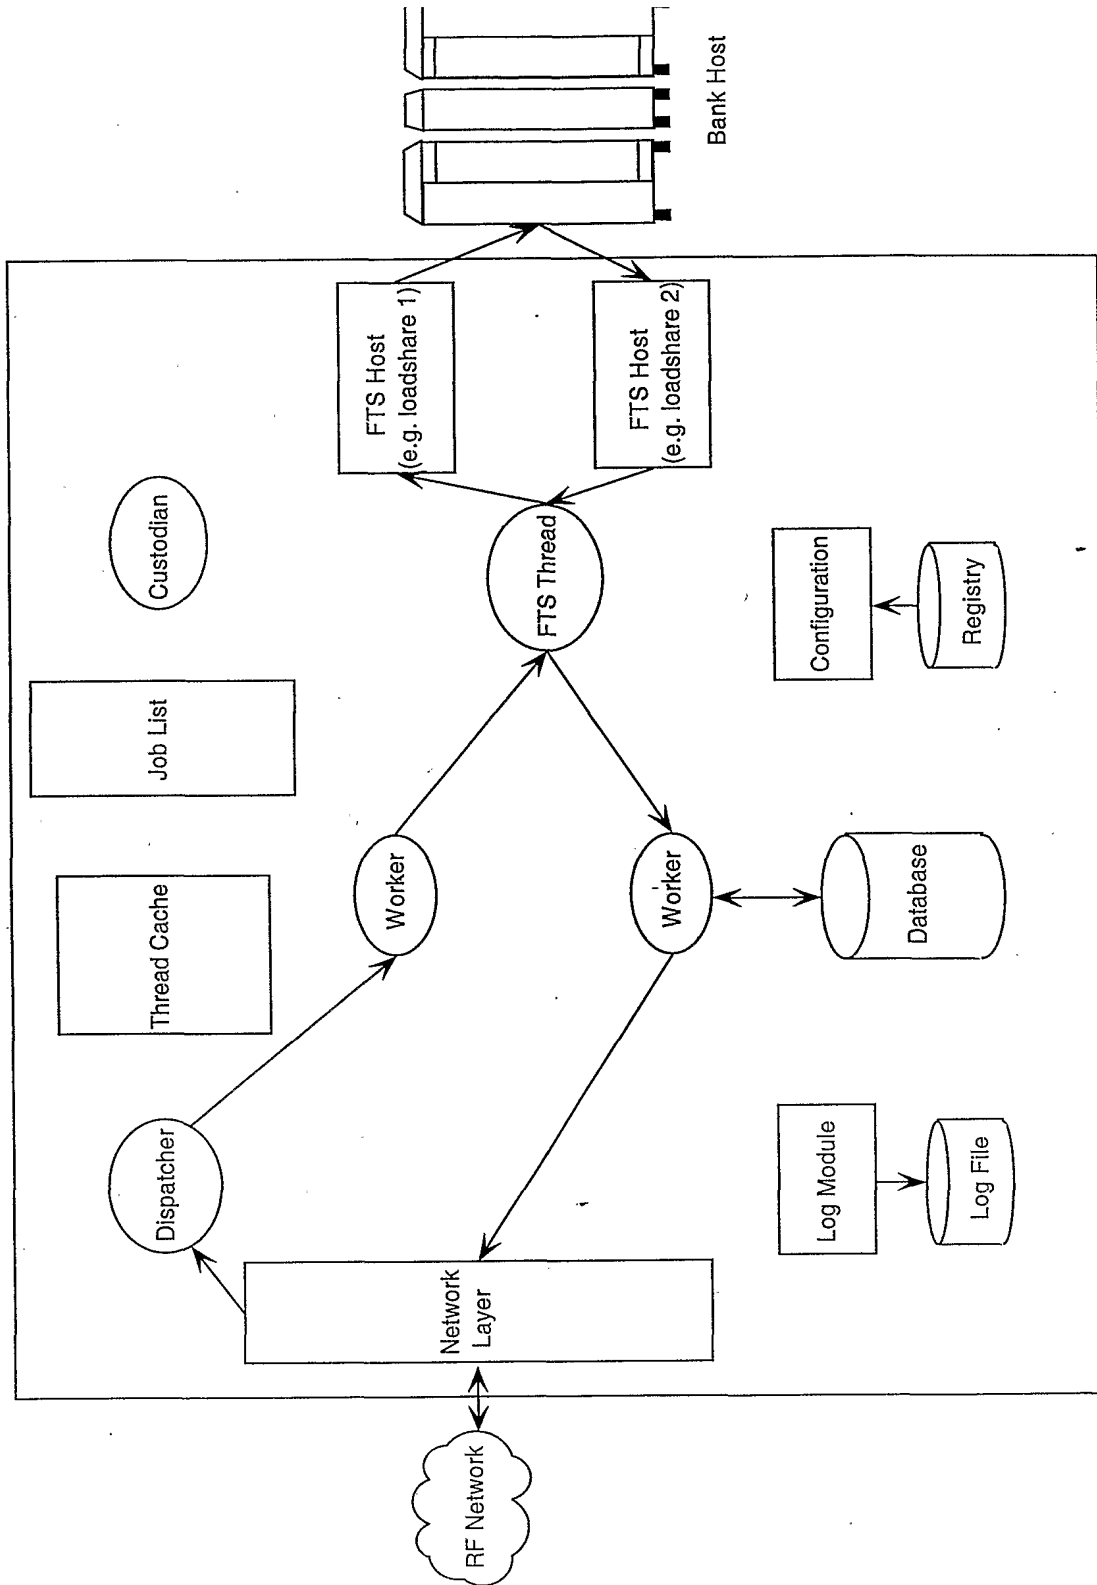 RF Network
Network
Layer
Dispatcher
Thread Cache
Job List
Custodian
Worker
Worker
FTS Thread
FTS Host
(e.g. loadshare 1)
FTS Host
(e.g. loadshare 2)
Bank Host
Log Module
Log File
Database
Configuration
Registry